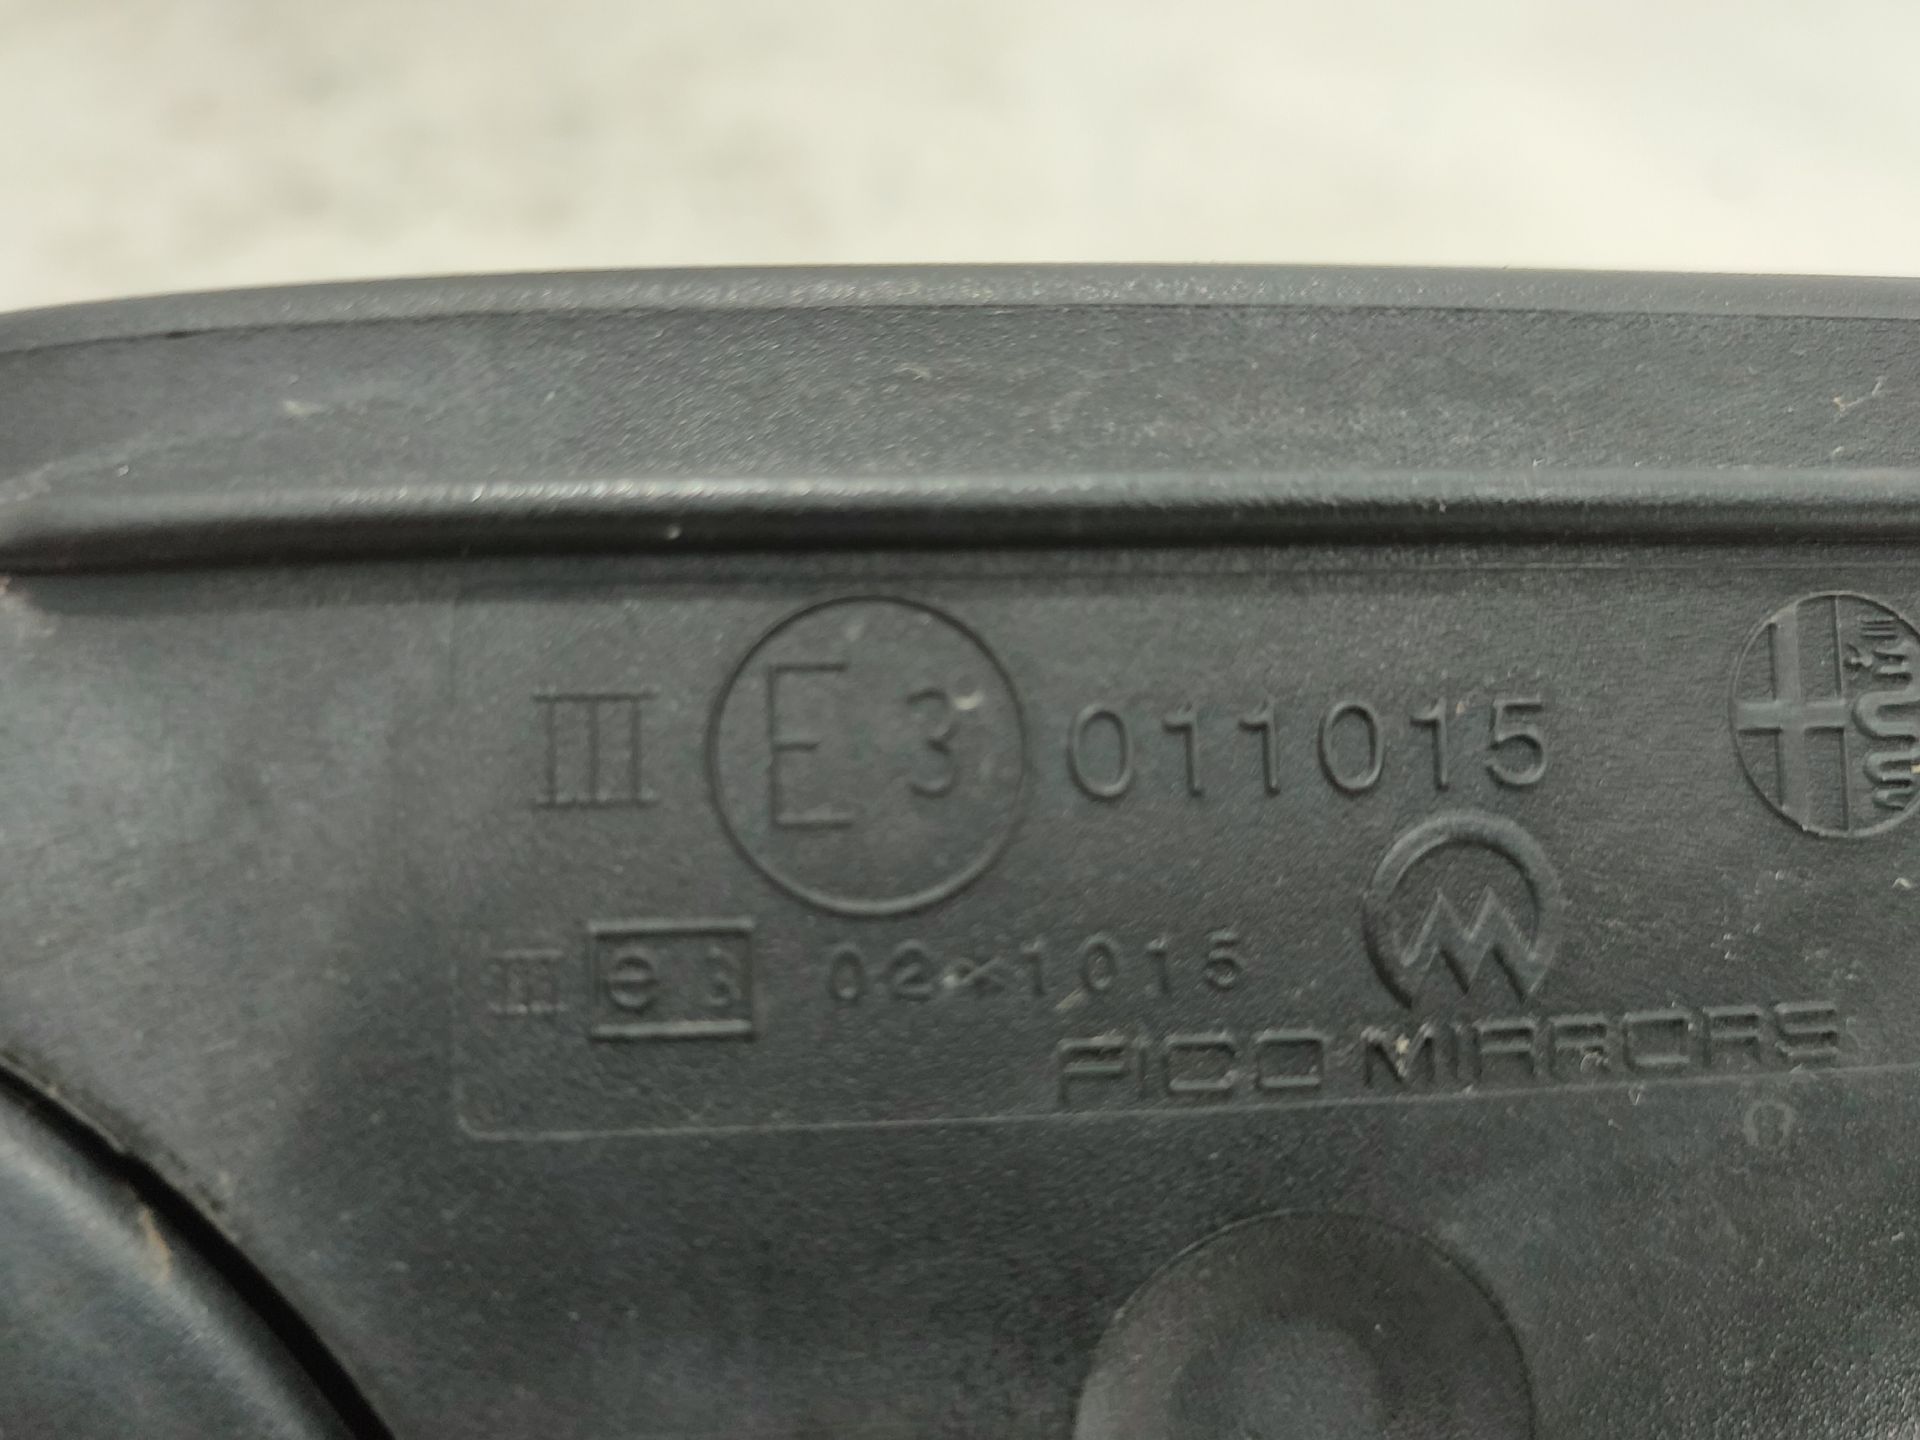 III E 3 011015
III e 3 02*1015
FICO MIRRORS